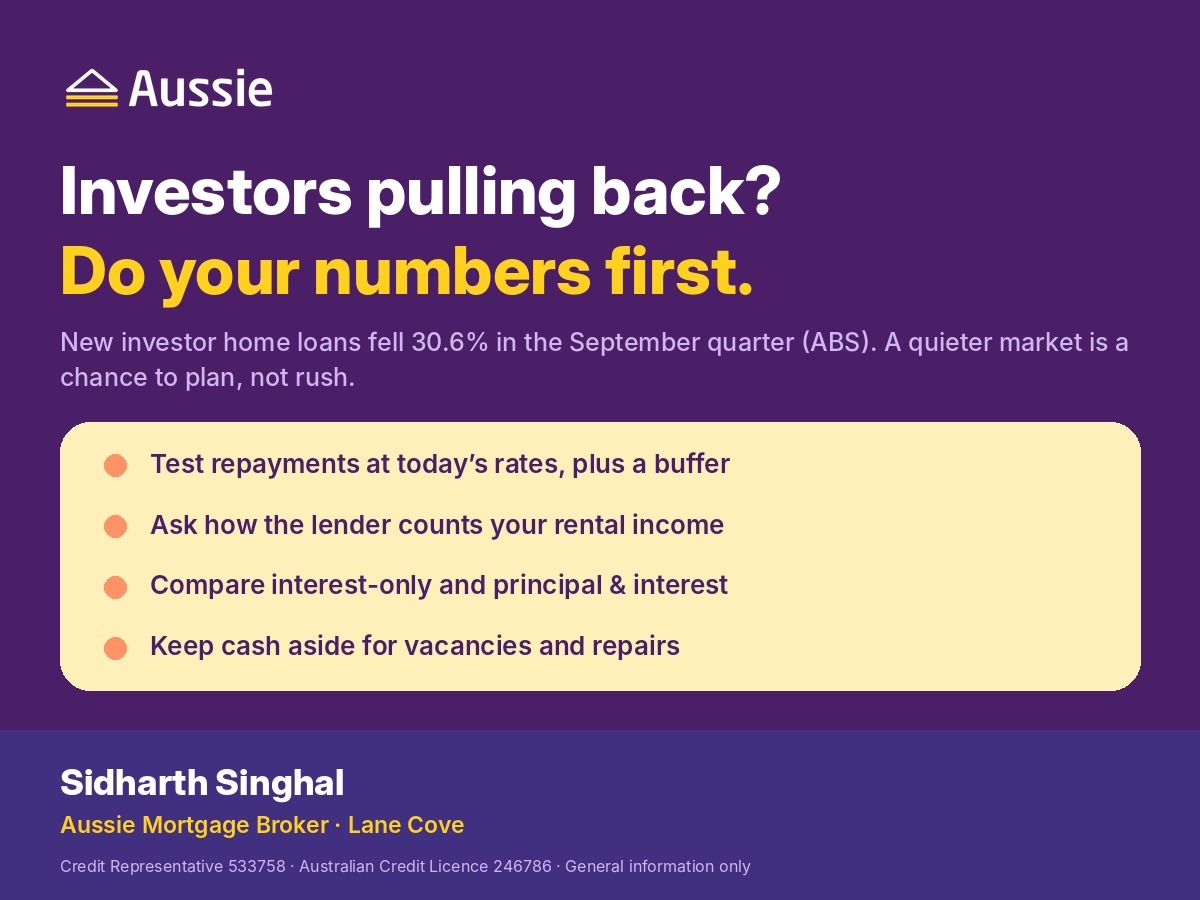 Aussie
Investors pulling back?
Do your numbers first.
New investor home loans fell 30.6% in the September quarter (ABS). A quieter market is a
chance to plan, not rush.
Test repayments at today’s rates, plus a buffer
Ask how the lender counts your rental income
Compare interest-only and principal & interest
Keep cash aside for vacancies and repairs
Sidharth Singhal
Aussie Mortgage Broker · Lane Cove
Credit Representative 533758 · Australian Credit Licence 246786 · General information only